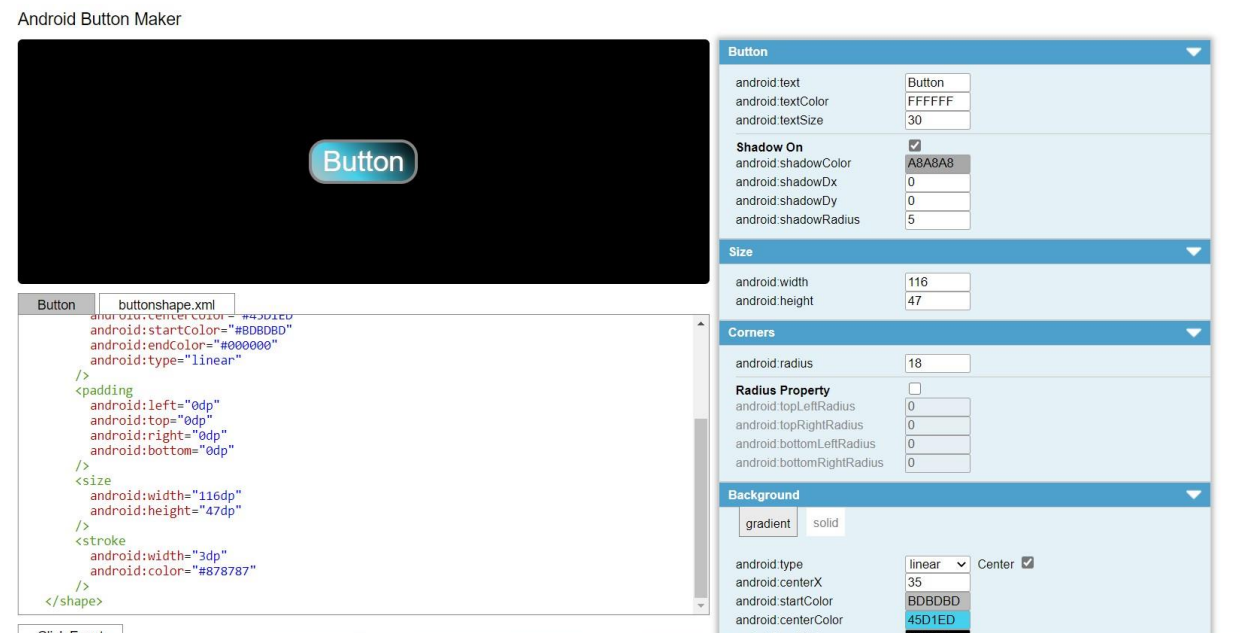 Android Button Maker
Button
Button
buttonshape.xml
android:centerColor="#45D1ED"
android:startColor="#BDBDBD"
android:endColor="#000000"
android:type="linear"
/>
<padding
android:left="0dp"
android:top="0dp"
android:right="0dp"
android:bottom="0dp"
/>
<size
android:width="116dp"
android:height="47dp"
/>
<stroke
android:width="3dp"
android:color="#878787"
/>
</shape>
Button
android:text Button
android:textColor FFFFFF
android:textSize 30
Shadow On
android:shadowColor A8A8A8
android:shadowDx 0
android:shadowDy 0
android:shadowRadius 5
Size
android:width 116
android:height 47
Corners
android:radius 18
Radius Property
android:topLeftRadius 0
android:topRightRadius 0
android:bottomLeftRadius 0
android:bottomRightRadius 0
Background
gradient solid
android:type linear Center
android:centerX 35
android:startColor BDBDBD
android:centerColor 45D1ED